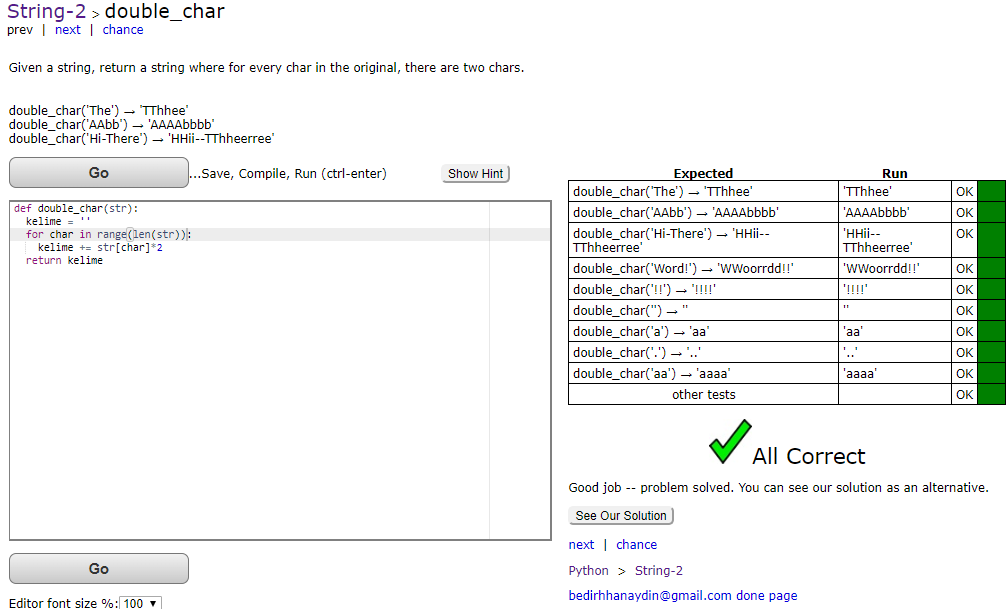 String-2 > double_char
prev | next | chance
Given a string, return a string where for every char in the original, there are two chars.
double_char('The') → 'TThhee'
double_char('AAbb') → 'AAAAbbbb'
double_char('Hi-There') → 'HHii--TThheerree'
Go ...Save, Compile, Run (ctrl-enter) Show Hint
def double_char(str):
  kelime = ''
  for char in range(len(str)):
    kelime += str[char]*2
  return kelime
Go
Editor font size %: 100 ▼
Expected Run
double_char('The') → 'TThhee' 'TThhee' OK
double_char('AAbb') → 'AAAAbbbb' 'AAAAbbbb' OK
double_char('Hi-There') → 'HHii-- 'HHii-- OK
TThheerree' TThheerree'
double_char('Word!') → 'WWoorrdd!!' 'WWoorrdd!!' OK
double_char('!!') → '!!!!' '!!!!' OK
double_char('') → '' '' OK
double_char('a') → 'aa' 'aa' OK
double_char('.') → '..' '..' OK
double_char('aa') → 'aaaa' 'aaaa' OK
other tests OK
All Correct
Good job -- problem solved. You can see our solution as an alternative.
See Our Solution
next | chance
Python > String-2
bedirhhanaydin@gmail.com done page